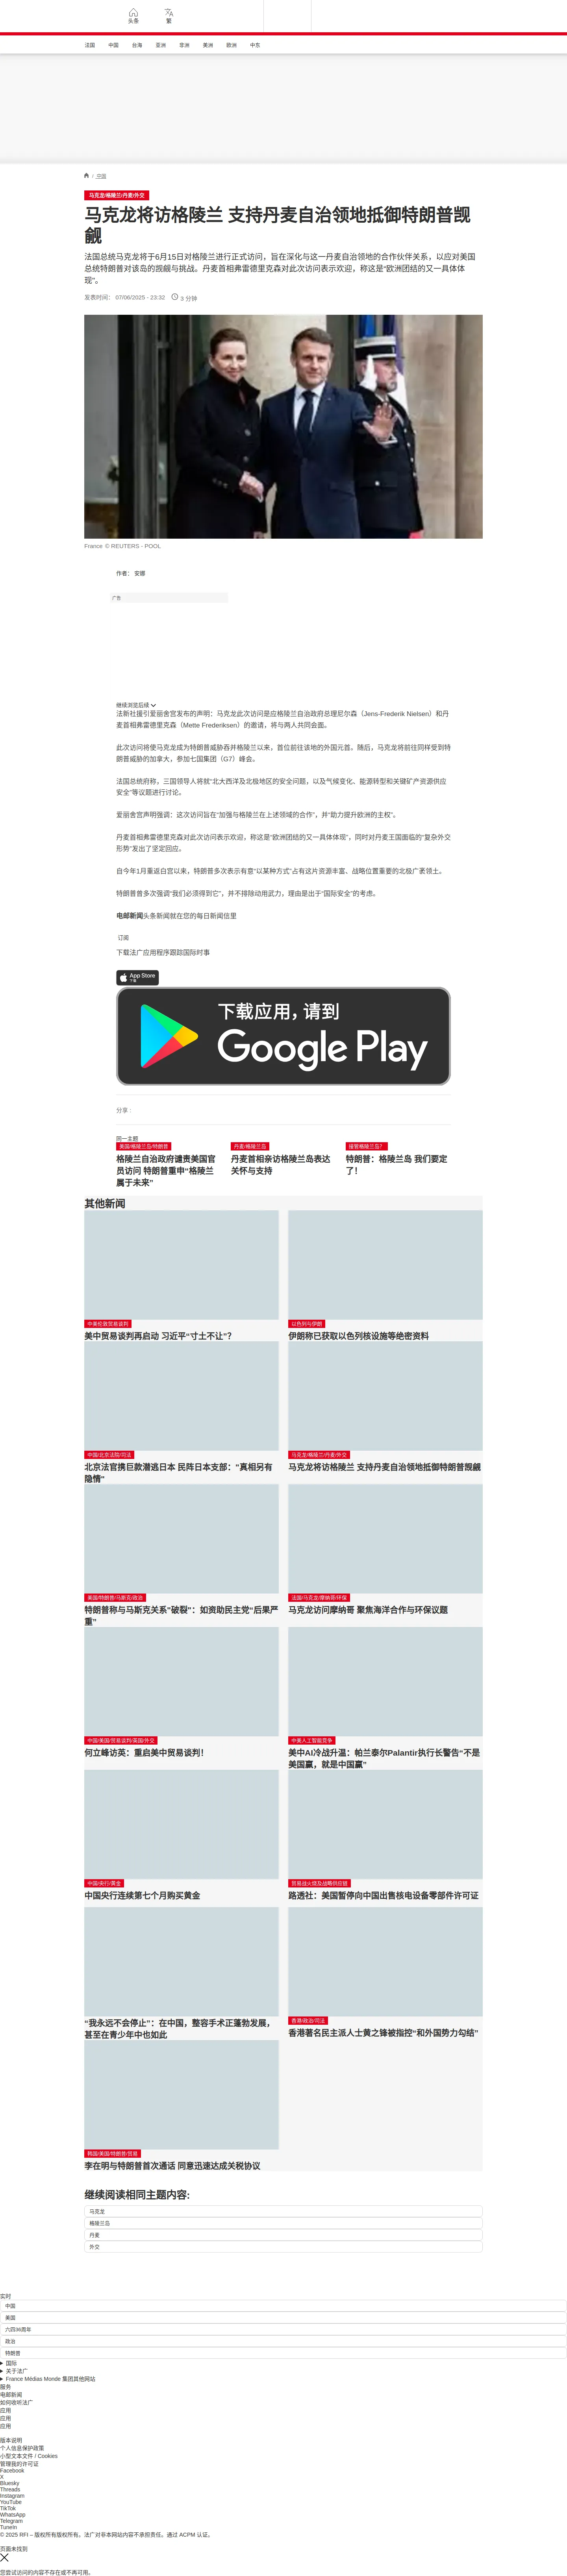 头条
繁
法国
中国
台海
亚洲
非洲
美洲
欧洲
中东
/ 中国
马克龙/格陵兰/丹麦/外交
马克龙将访格陵兰 支持丹麦自治领地抵御特朗普觊
觎
法国总统马克龙将于6月15日对格陵兰进行正式访问，旨在深化与这一丹麦自治领地的合作伙伴关系，以应对美国
总统特朗普对该岛的觊觎与挑战。丹麦首相弗雷德里克森对此次访问表示欢迎，称这是“欧洲团结的又一具体体
现”。
发表时间： 07/06/2025 - 23:32
3 分钟
France © REUTERS - POOL
作者： 安娜
广告
继续浏览后续
法新社援引爱丽舍宫发布的声明：马克龙此次访问是应格陵兰自治政府总理尼尔森（Jens-Frederik Nielsen）和丹
麦首相弗雷德里克森（Mette Frederiksen）的邀请，将与两人共同会面。
此次访问将使马克龙成为特朗普威胁吞并格陵兰以来，首位前往该地的外国元首。随后，马克龙将前往同样受到特
朗普威胁的加拿大，参加七国集团（G7）峰会。
法国总统府称，三国领导人将就“北大西洋及北极地区的安全问题，以及气候变化、能源转型和关键矿产资源供应
安全”等议题进行讨论。
爱丽舍宫声明强调：这次访问旨在“加强与格陵兰在上述领域的合作”，并“助力提升欧洲的主权”。
丹麦首相弗雷德里克森对此次访问表示欢迎，称这是“欧洲团结的又一具体体现”，同时对丹麦王国面临的“复杂外交
形势”发出了坚定回应。
自今年1月重返白宫以来，特朗普多次表示有意“以某种方式”占有这片资源丰富、战略位置重要的北极广袤领土。
特朗普曾多次强调“我们必须得到它”，并不排除动用武力，理由是出于“国际安全”的考虑。
电邮新闻头条新闻就在您的每日新闻信里
订阅
下载法广应用程序跟踪国际时事
App Store
下载
下载应用，请到
Google Play
分享 :
同一主题
美国/格陵兰岛/特朗普
格陵兰自治政府谴责美国官
员访问 特朗普重申“格陵兰
属于未来”
丹麦/格陵兰岛
丹麦首相亲访格陵兰岛表达
关怀与支持
接管格陵兰岛？
特朗普：格陵兰岛 我们要定
了！
其他新闻
中美伦敦贸易谈判
美中贸易谈判再启动 习近平“寸土不让”？
以色列与伊朗
伊朗称已获取以色列核设施等绝密资料
中国/北京法院/司法
北京法官携巨款潜逃日本 民阵日本支部：“真相另有
隐情”
马克龙/格陵兰/丹麦/外交
马克龙将访格陵兰 支持丹麦自治领地抵御特朗普觊觎
美国/特朗普/马斯克/政治
特朗普称与马斯克关系“破裂”：如资助民主党“后果严
重”
法国/马克龙/摩纳哥/环保
马克龙访问摩纳哥 聚焦海洋合作与环保议题
中国/美国/贸易谈判/英国/外交
何立峰访英：重启美中贸易谈判！
中美人工智能竞争
美中AI冷战升温：帕兰泰尔Palantir执行长警告“不是
美国赢，就是中国赢”
中国/央行/黄金
中国央行连续第七个月购买黄金
贸易战火烧及战略供应链
路透社：美国暂停向中国出售核电设备零部件许可证
“我永远不会停止”：在中国，整容手术正蓬勃发展，
甚至在青少年中也如此
香港/政治/司法
香港著名民主派人士黄之锋被指控“和外国势力勾结”
韩国/美国/特朗普/贸易
李在明与特朗普首次通话 同意迅速达成关税协议
继续阅读相同主题内容:
马克龙
格陵兰岛
丹麦
外交
实时
中国
美国
六四36周年
政治
特朗普
国际
关于法广
France Médias Monde 集团其他网站
服务
电邮新闻
如何收听法广
应用
应用
应用
版本说明
个人信息保护政策
小型文本文件 / Cookies
管理我的许可证
Facebook
X
Bluesky
Threads
Instagram
YouTube
TikTok
WhatsApp
Telegram
TuneIn
© 2025 RFI – 版权所有版权所有。法广对非本网站内容不承担责任。通过 ACPM 认证。
页面未找到
您尝试访问的内容不存在或不再可用。